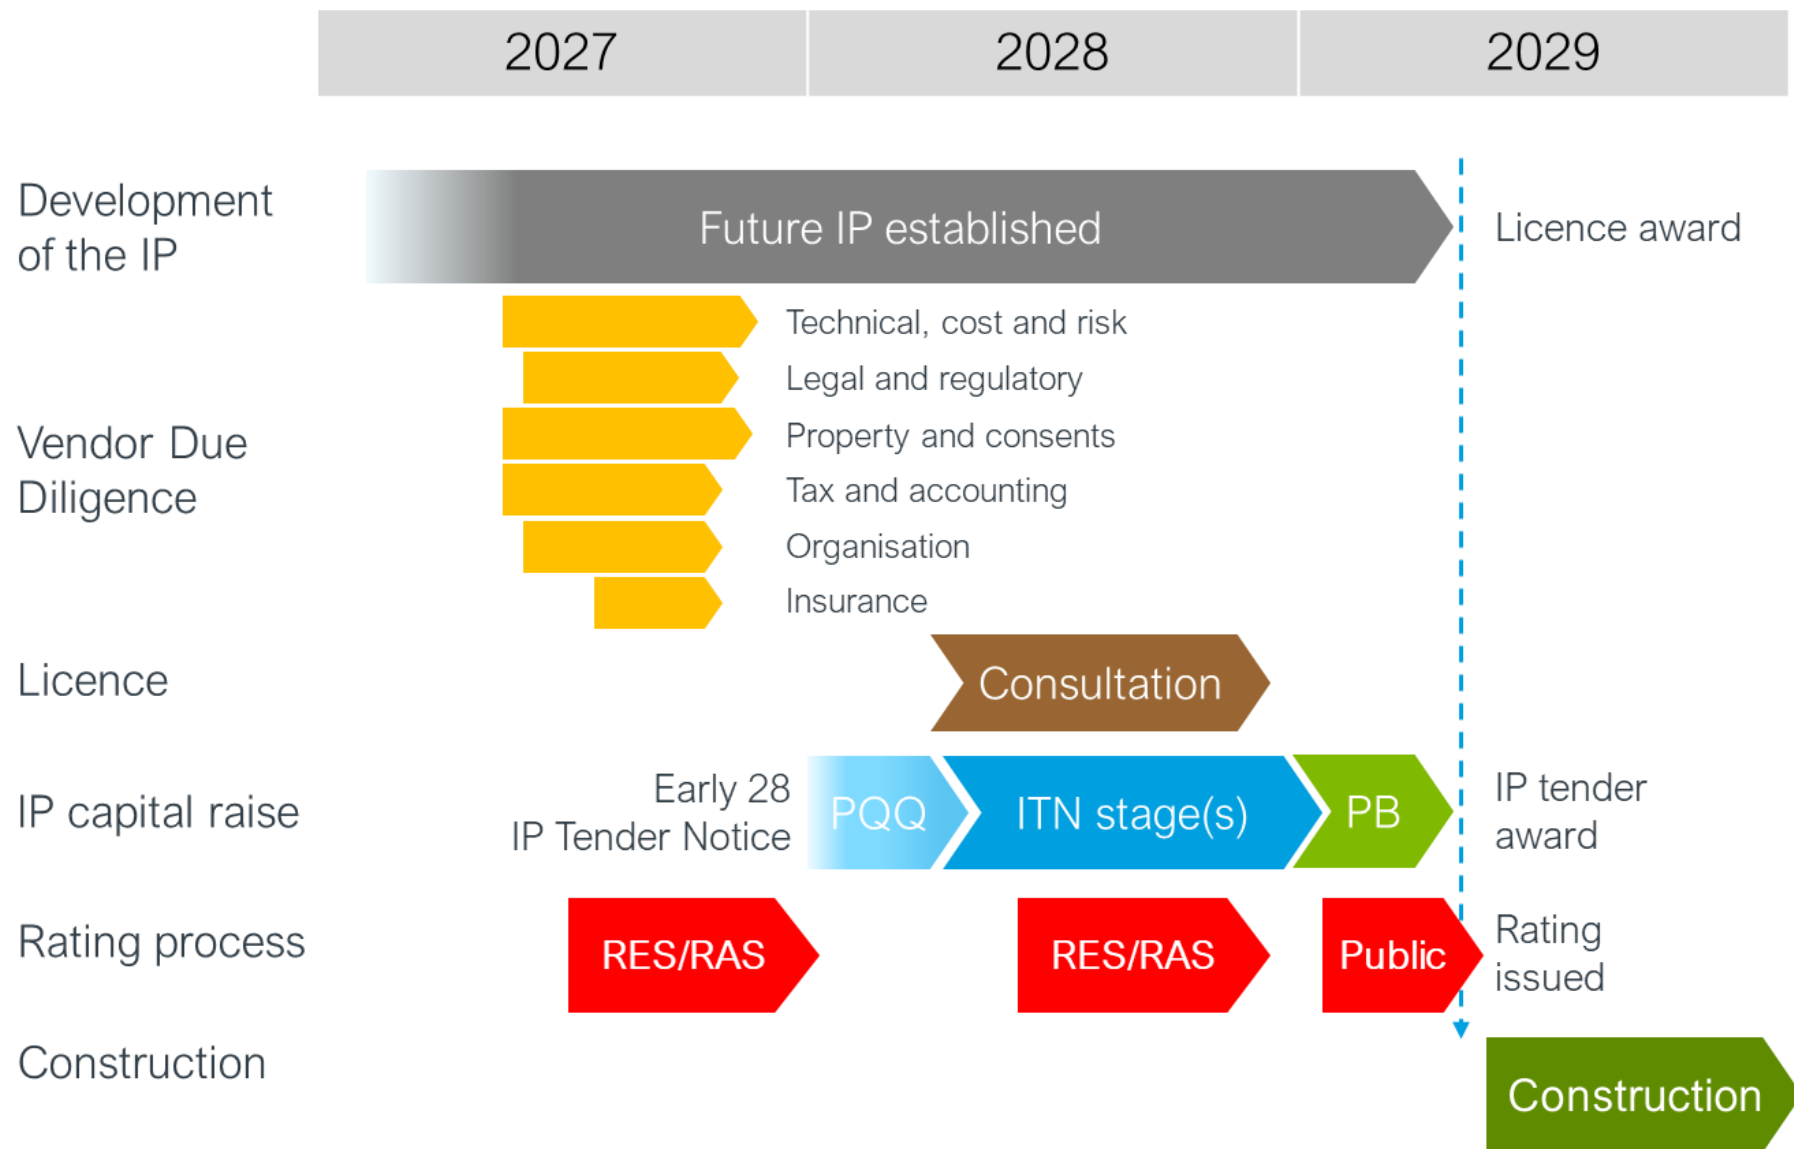 2027 2028 2029
Development
of the IP
Future IP established
Licence award
Technical, cost and risk
Legal and regulatory
Vendor Due
Diligence
Property and consents
Tax and accounting
Organisation
Insurance
Licence
Consultation
IP capital raise
Early 28
IP Tender Notice
PQQ
ITN stage(s)
PB
IP tender
award
Rating process
RES/RAS
RES/RAS
Public
Rating
issued
Construction
Construction